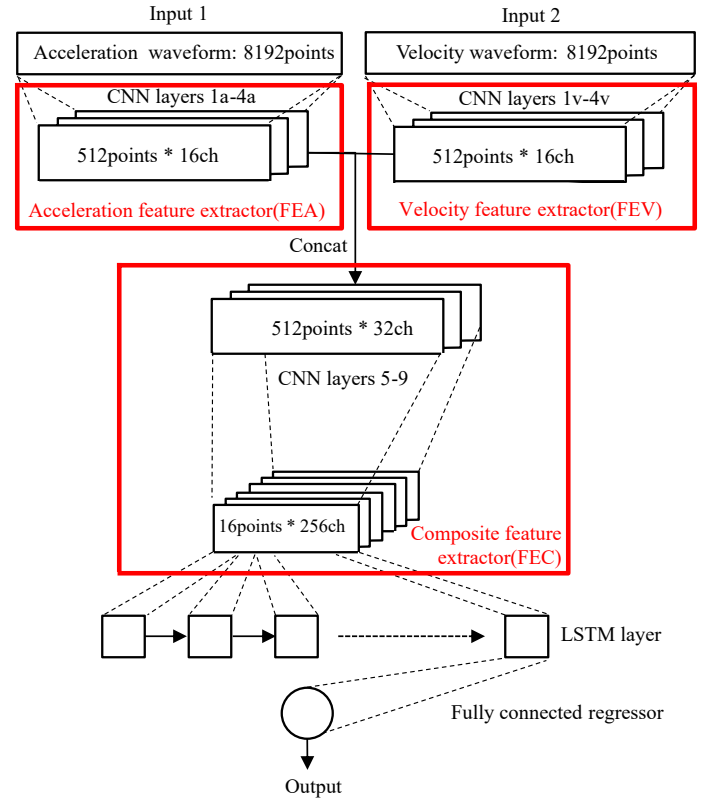 Input 1
Input 2
Acceleration waveform: 8192points
Velocity waveform: 8192points
CNN layers 1a-4a
CNN layers 1v-4v
512points * 16ch
512points * 16ch
Acceleration feature extractor(FEA)
Velocity feature extractor(FEV)
Concat
512points * 32ch
CNN layers 5-9
16points * 256ch
Composite feature
extractor(FEC)
LSTM layer
Fully connected regressor
Output